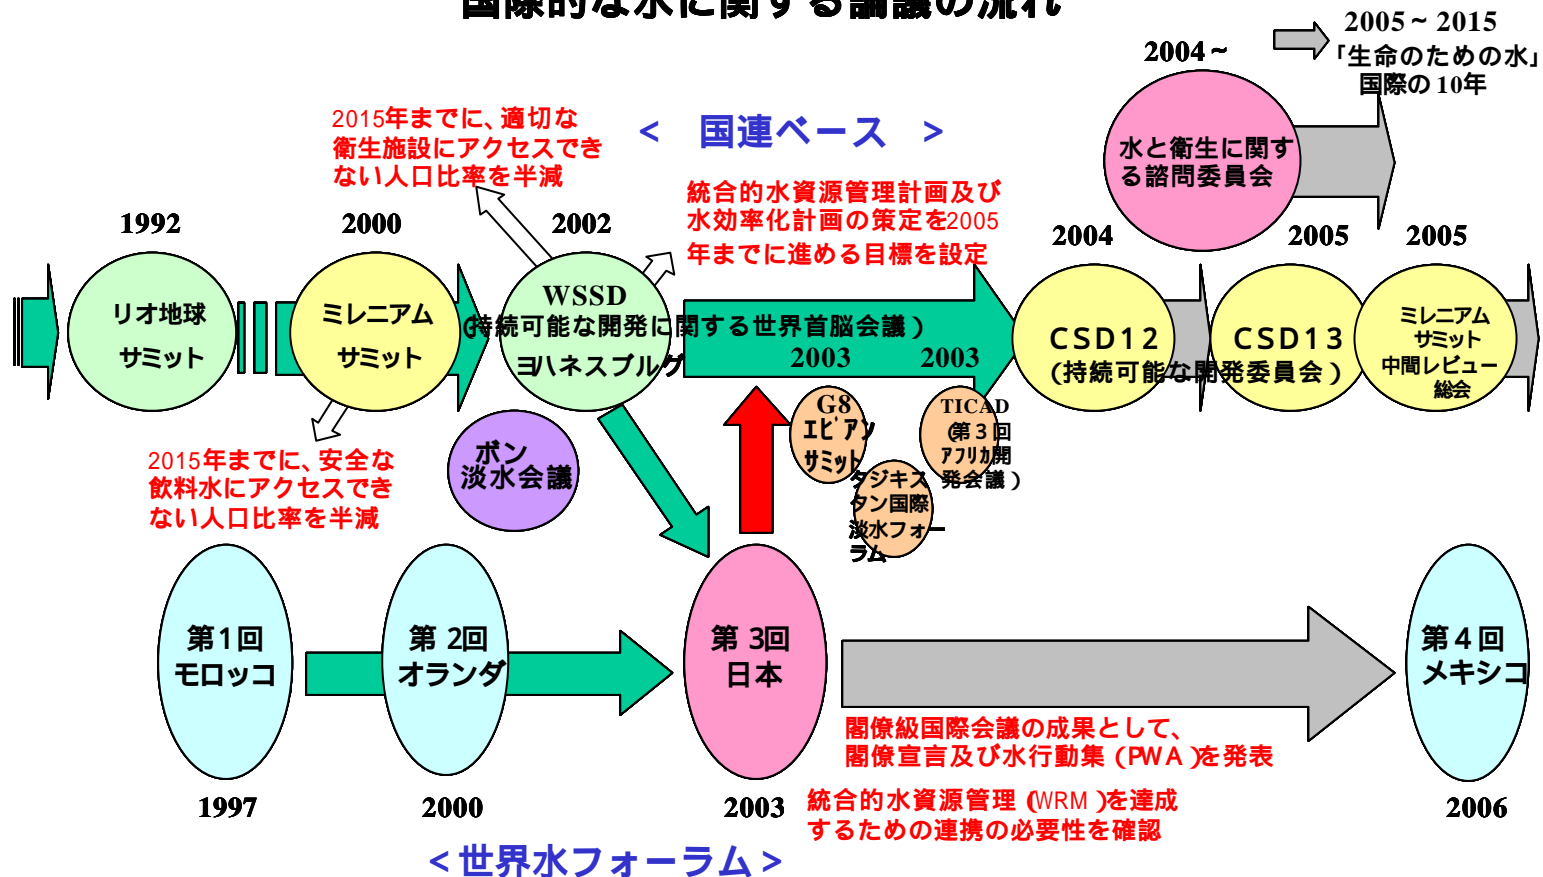 国際的な水に関する論議の流れ
2005～2015
「生命のための水」
国際の10年
2004～
水と衛生に関す
る諮問委員会
＜　国連ベース　＞
2015年までに、適切な
衛生施設にアクセスでき
ない人口比率を半減
統合的水資源管理計画及び
水効率化計画の策定を2005
年までに進める目標を設定
1992
リオ地球
サミット
2000
ミレニアム
サミット
2002
WSSD
(持続可能な開発に関する世界首脳会議)
ヨハネスブルグ
2004
CSD12
2005
CSD13
(持続可能な開発委員会)
2005
ミレニアム
サミット
中間レビュー
総会
2003
G8
エビアン
サミット
2003
TICAD
(第3回
アフリカ開
発会議)
タジキス
タン国際
淡水フォー
ラム
ボン
淡水会議
2015年までに、安全な
飲料水にアクセスでき
ない人口比率を半減
第1回
モロッコ
1997
第2回
オランダ
2000
第3回
日本
2003
第4回
メキシコ
2006
閣僚級国際会議の成果として、
閣僚宣言及び水行動集(PWA)を発表
統合的水資源管理(WRM)を達成
するための連携の必要性を確認
＜世界水フォーラム＞